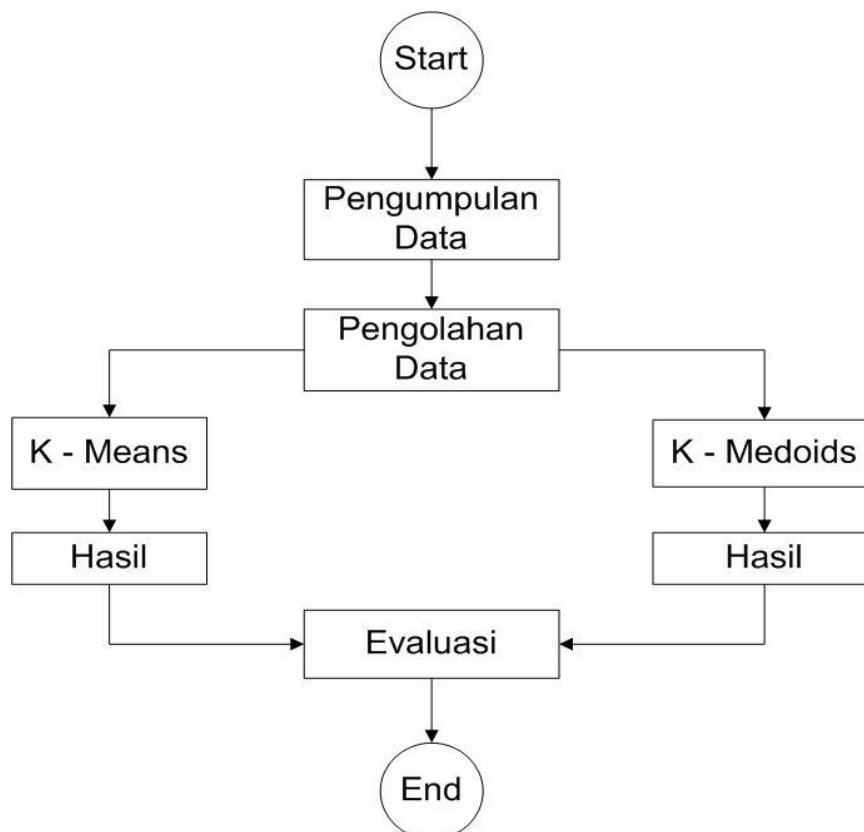 Start
Pengumpulan
Data
Pengolahan
Data
K - Means
K - Medoids
Hasil
Hasil
Evaluasi
End